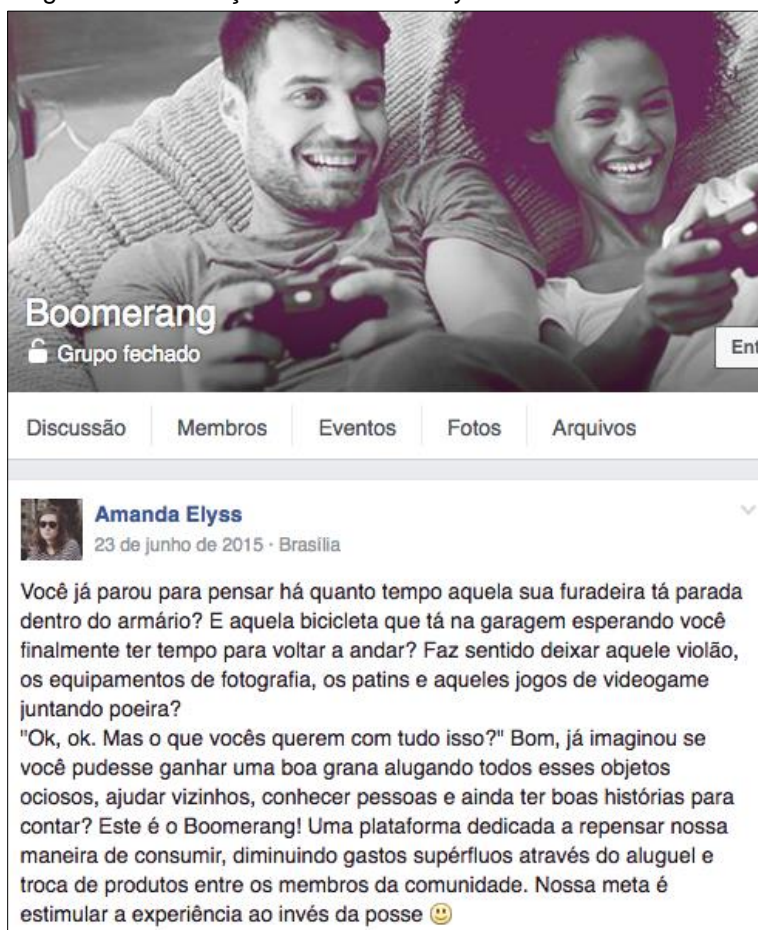 Boomerang
Grupo fechado
Ent
Discussão Membros Eventos Fotos Arquivos
Amanda Elyss
23 de junho de 2015 · Brasília
Você já parou para pensar há quanto tempo aquela sua furadeira tá parada
dentro do armário? E aquela bicicleta que tá na garagem esperando você
finalmente ter tempo para voltar a andar? Faz sentido deixar aquele violão,
os equipamentos de fotografia, os patins e aqueles jogos de videogame
juntando poeira?
"Ok, ok. Mas o que vocês querem com tudo isso?" Bom, já imaginou se
você pudesse ganhar uma boa grana alugando todos esses objetos
ociosos, ajudar vizinhos, conhecer pessoas e ainda ter boas histórias para
contar? Este é o Boomerang! Uma plataforma dedicada a repensar nossa
maneira de consumir, diminuindo gastos supérfluos através do aluguel e
troca de produtos entre os membros da comunidade. Nossa meta é
estimular a experiência ao invés da posse 🙂